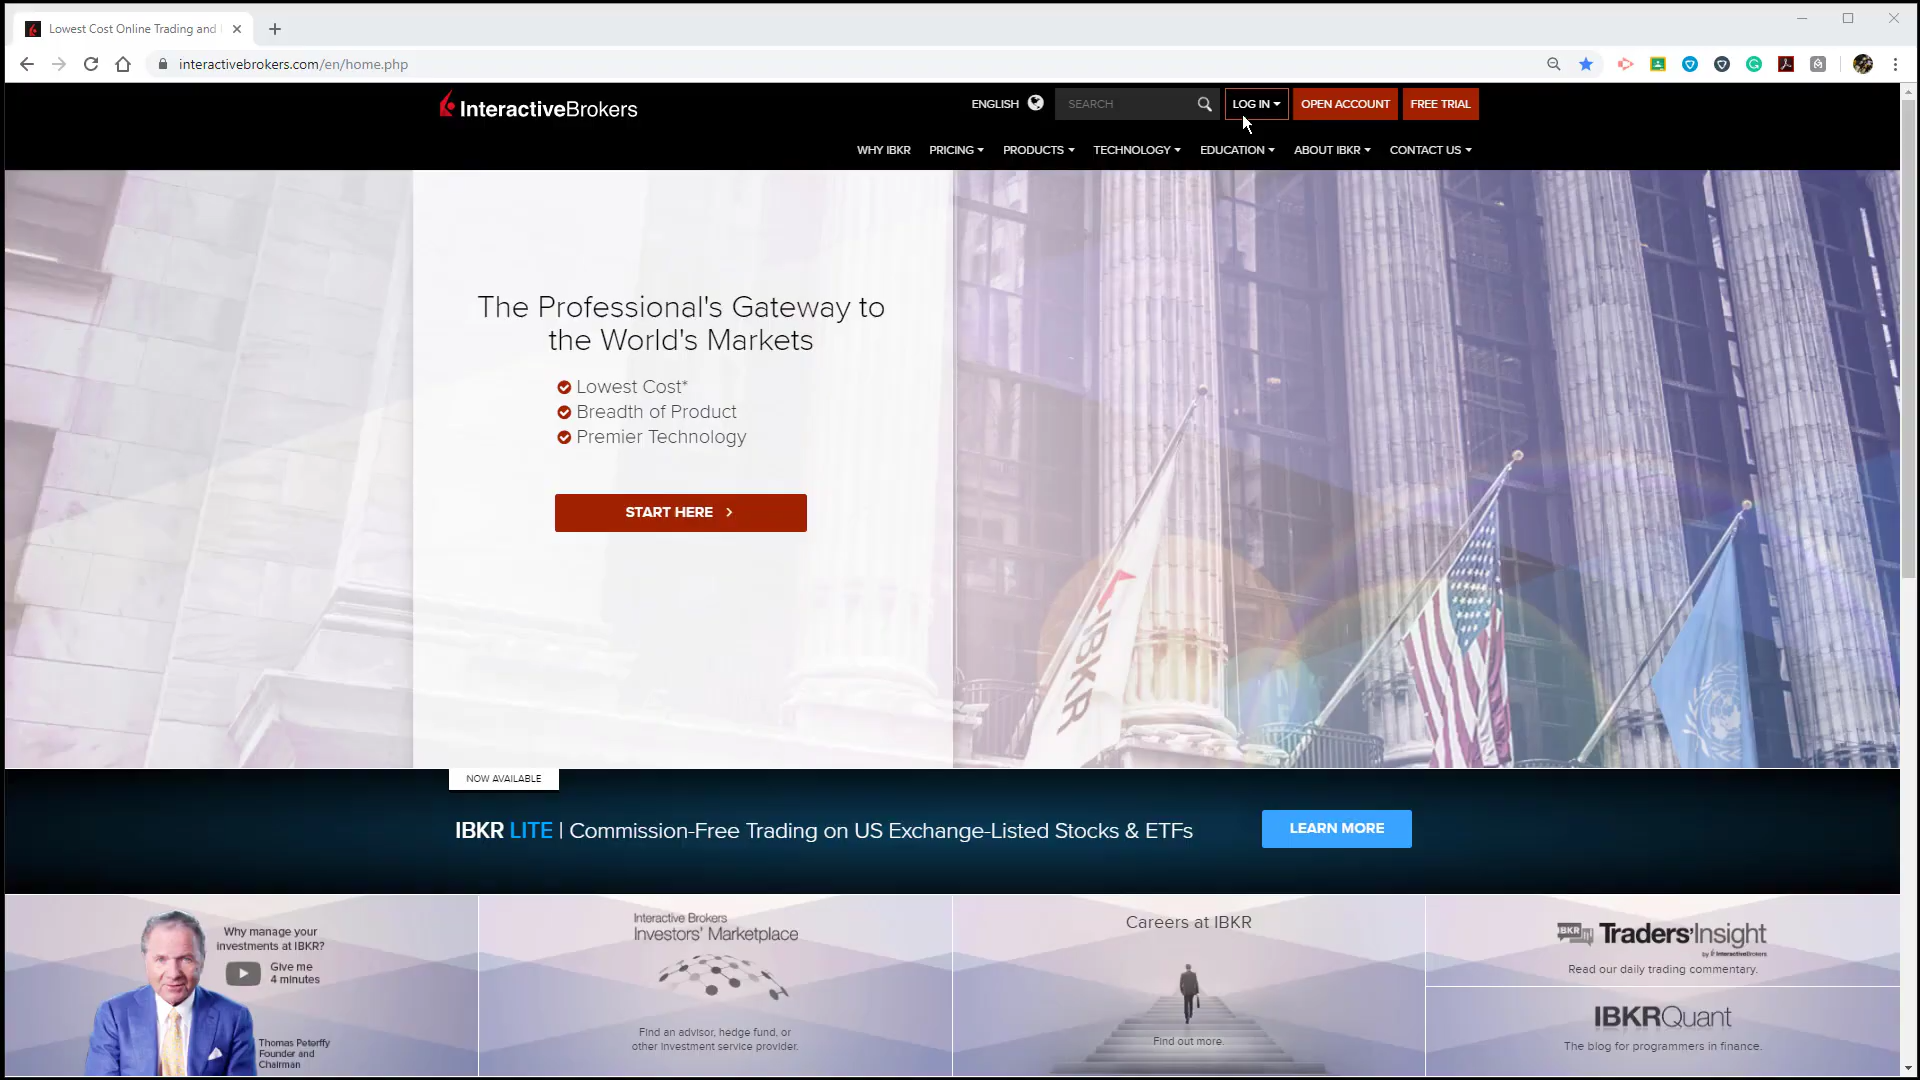 Lowest Cost Online Trading and
interactivebrokers.com/en/home.php
InteractiveBrokers
ENGLISH
SEARCH
LOG IN
OPEN ACCOUNT
FREE TRIAL
WHY IBKR
PRICING
PRODUCTS
TECHNOLOGY
EDUCATION
ABOUT IBKR
CONTACT US
The Professional's Gateway to
the World's Markets
Lowest Cost*
Breadth of Product
Premier Technology
START HERE
IBKR
NOW AVAILABLE
IBKR LITE | Commission-Free Trading on US Exchange-Listed Stocks & ETFs
LEARN MORE
Why manage your
investments at IBKR?
Give me
4 minutes
Thomas Peterffy
Founder and
Chairman
Interactive Brokers
Investors' Marketplace
Find an advisor, hedge fund, or
other investment service provider.
Careers at IBKR
Find out more.
IBKR Traders' Insight
by InteractiveBrokers
Read our daily trading commentary.
IBKRQuant
The blog for programmers in finance.